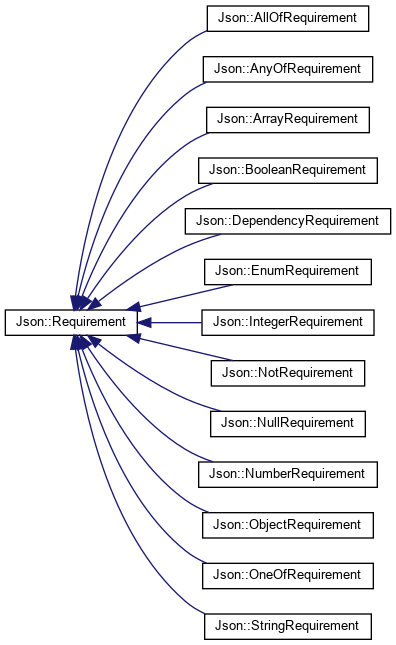 Json::AllOfRequirement
Json::AnyOfRequirement
Json::ArrayRequirement
Json::BooleanRequirement
Json::DependencyRequirement
Json::EnumRequirement
Json::Requirement
Json::IntegerRequirement
Json::NotRequirement
Json::NullRequirement
Json::NumberRequirement
Json::ObjectRequirement
Json::OneOfRequirement
Json::StringRequirement